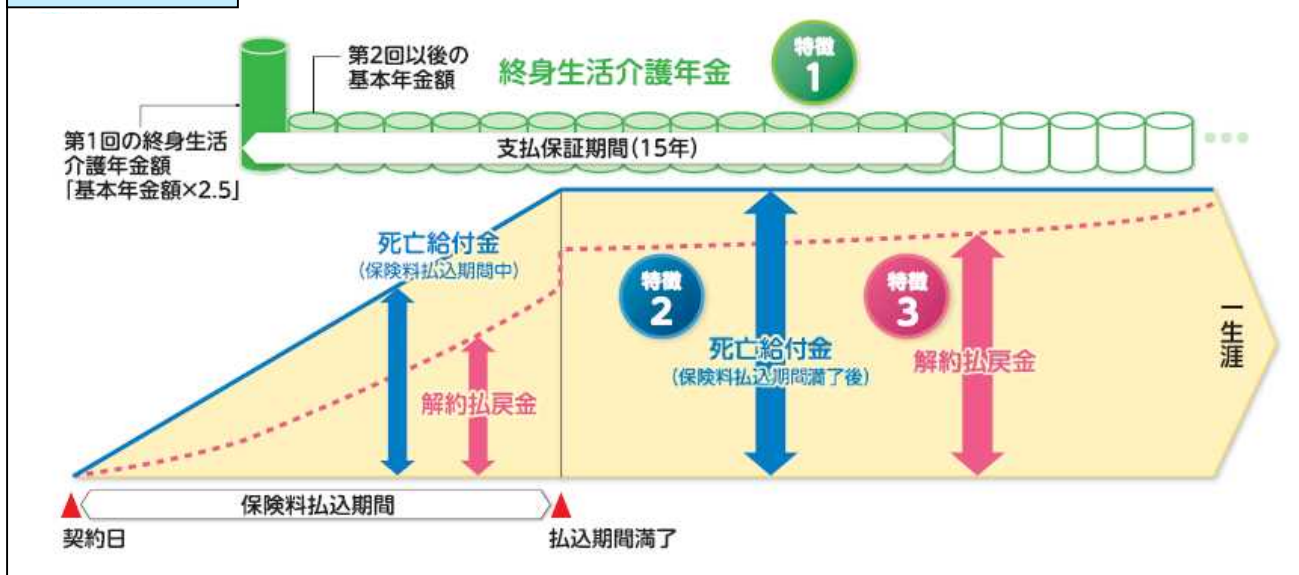 第2回以後の
基本年金額
終身生活介護年金
特徴
1
第1回の終身生活
介護年金額
「基本年金額×2.5」
支払保証期間(15年)
死亡給付金
(保険料払込期間中)
特徴
2
特徴
3
死亡給付金
(保険料払込期間満了後)
解約払戻金
解約払戻金
一生涯
保険料払込期間
契約日
払込期間満了